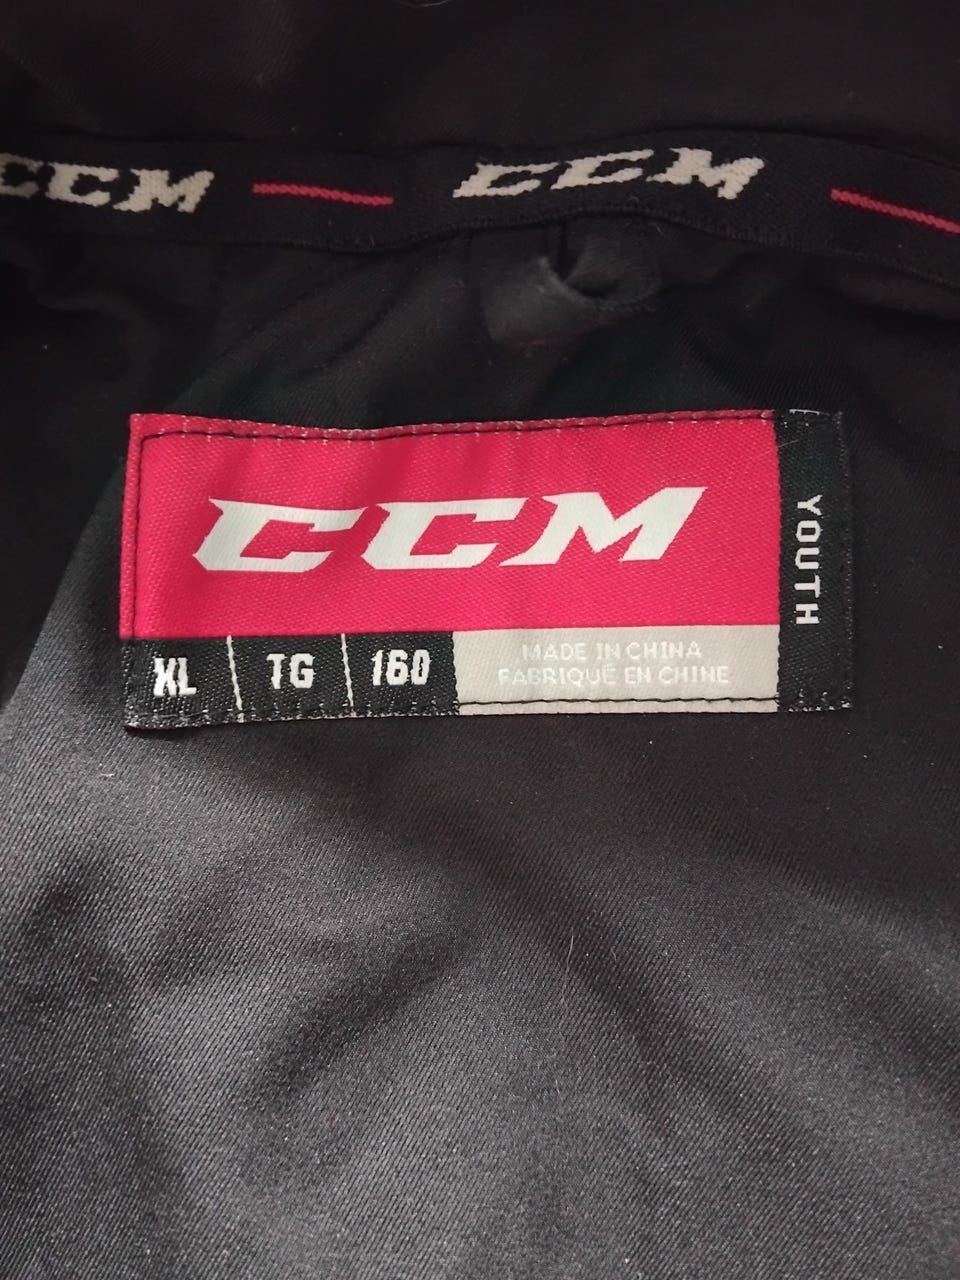 CCM CCM
CCM
YOUTH
XL TG 160
MADE IN CHINA
FABRIQUÉ EN CHINE